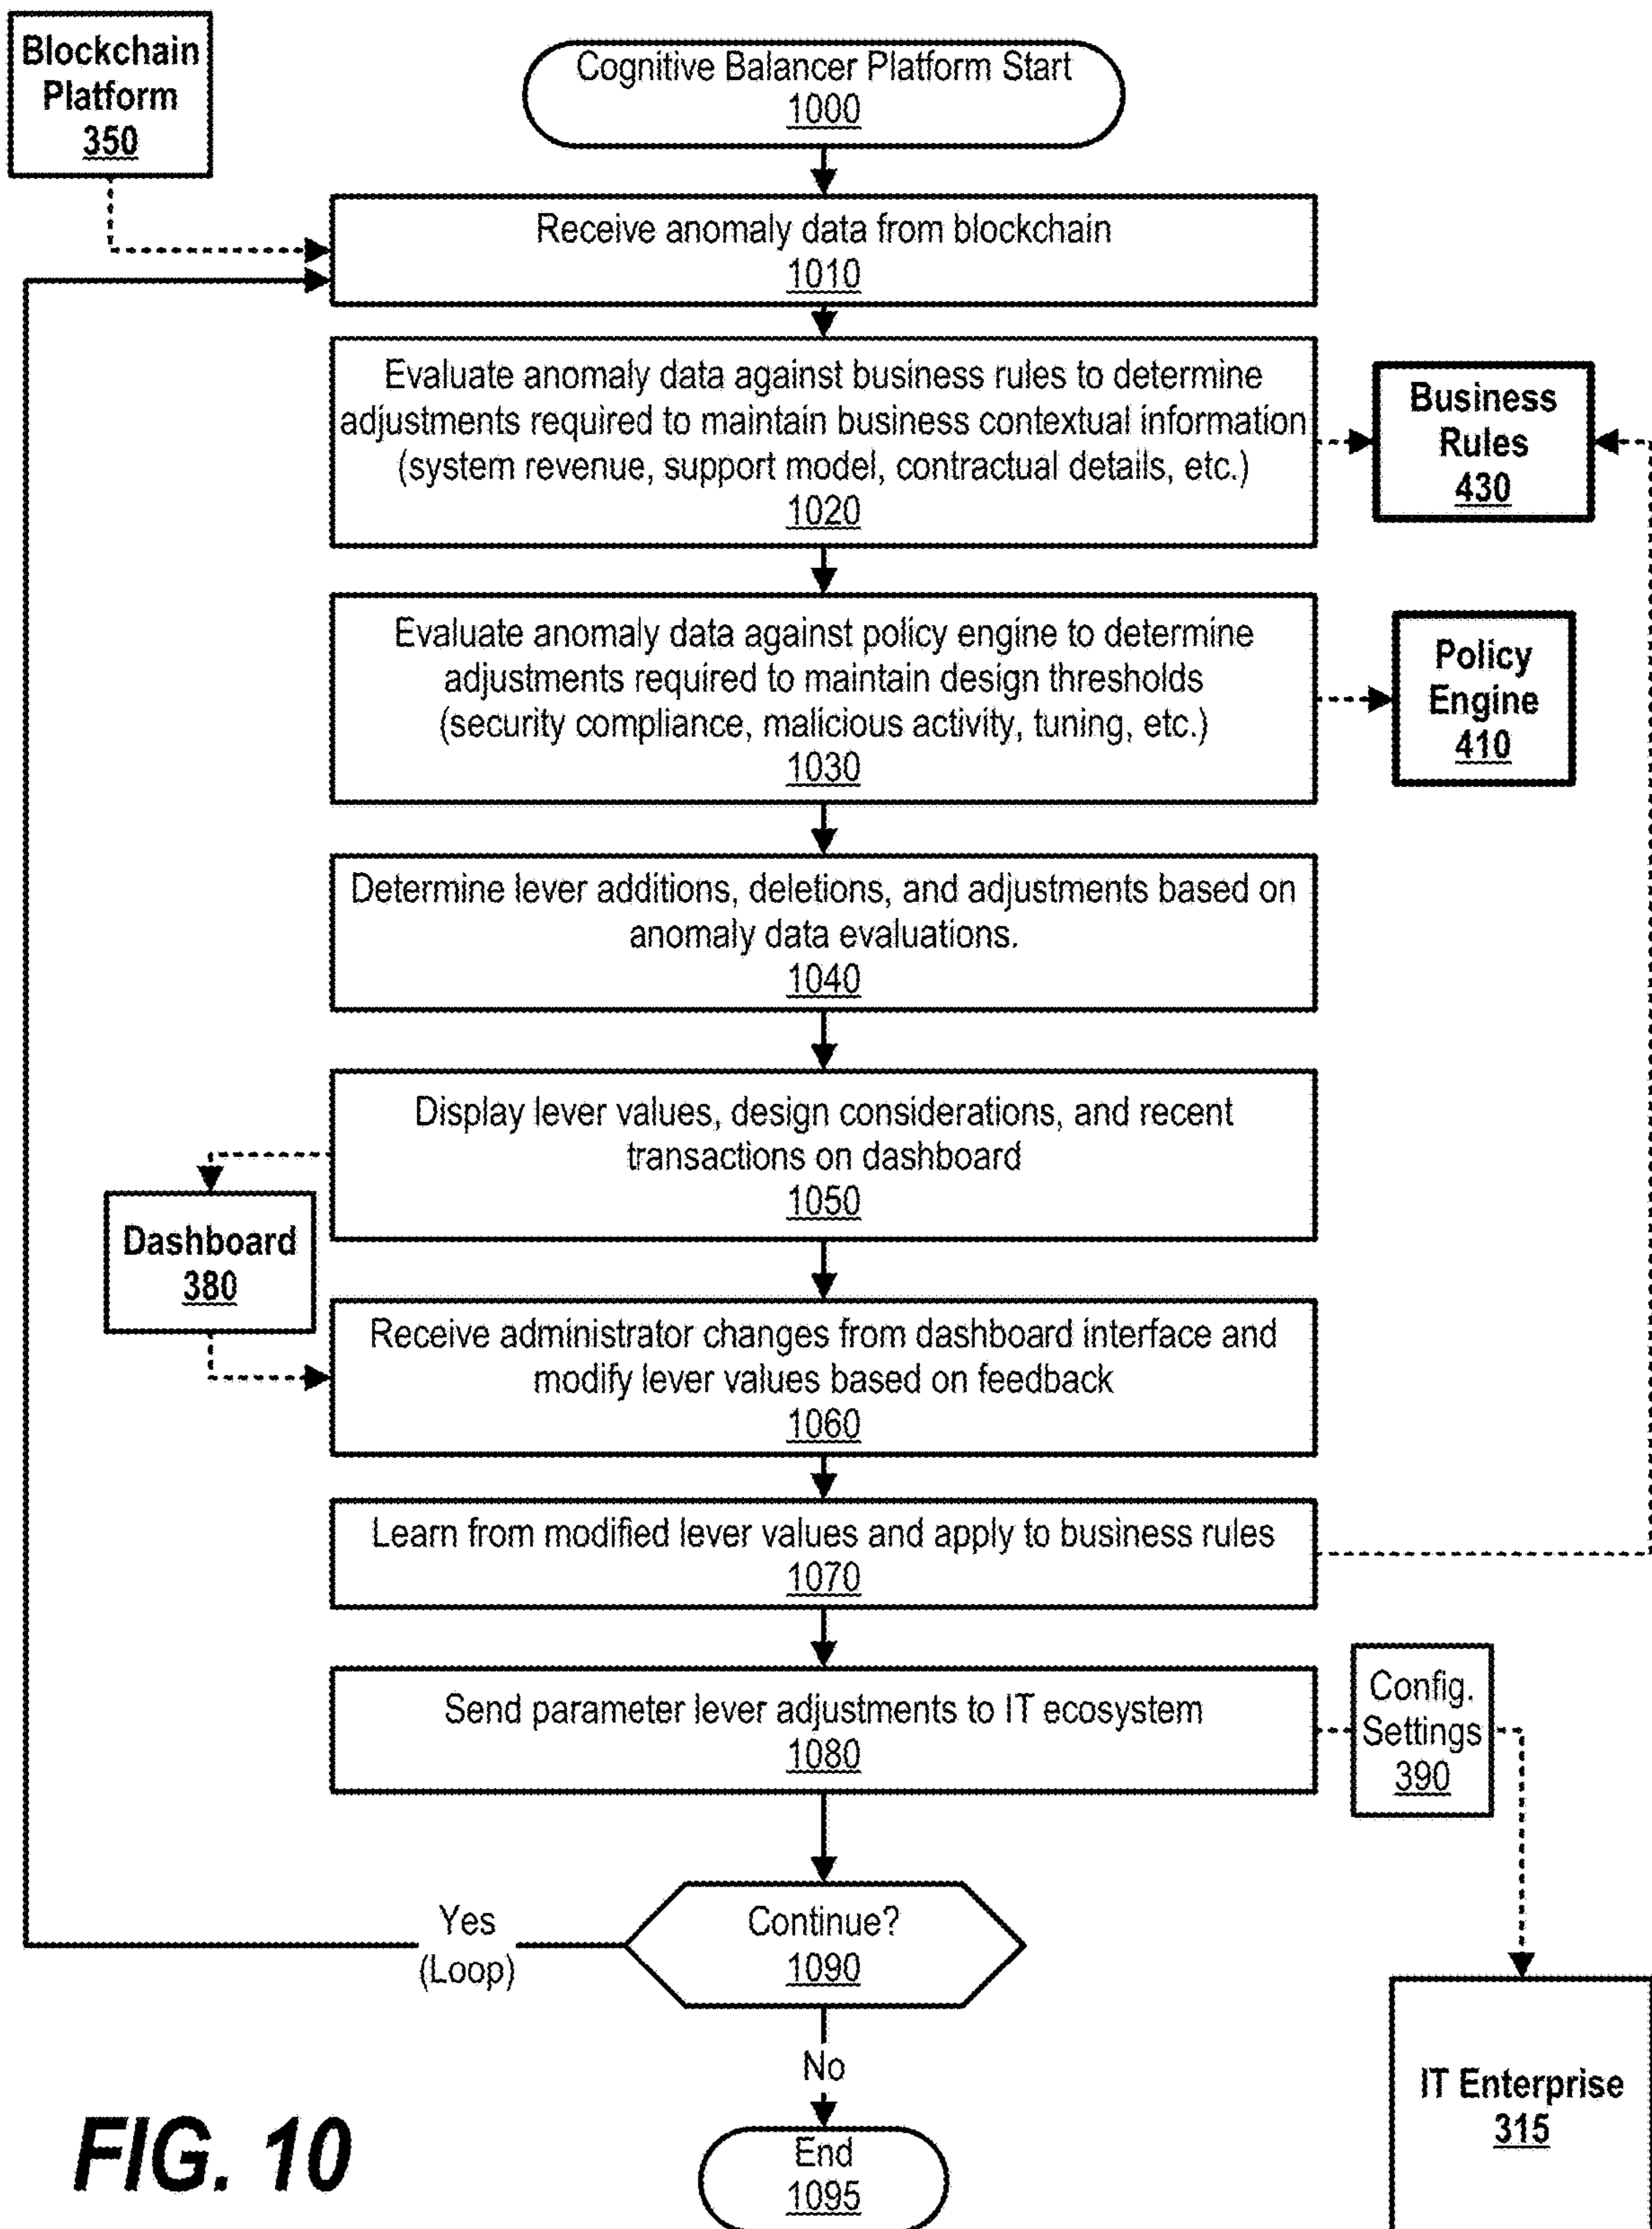 Blockchain
Platform
350
Cognitive Balancer Platform Start
1000
Receive anomaly data from blockchain
1010
Evaluate anomaly data against business rules to determine
adjustments required to maintain business contextual information
(system revenue, support model, contractual details, etc.)
1020
Business
Rules
430
Evaluate anomaly data against policy engine to determine
adjustments required to maintain design thresholds
(security compliance, malicious activity, tuning, etc.)
1030
Policy
Engine
410
Determine lever additions, deletions, and adjustments based on
anomaly data evaluations.
1040
Display lever values, design considerations, and recent
transactions on dashboard
1050
Dashboard
380
Receive administrator changes from dashboard interface and
modify lever values based on feedback
1060
Learn from modified lever values and apply to business rules
1070
Send parameter lever adjustments to IT ecosystem
1080
Config.
Settings
390
Continue?
1090
Yes
(Loop)
No
End
1095
IT Enterprise
315
FIG. 10